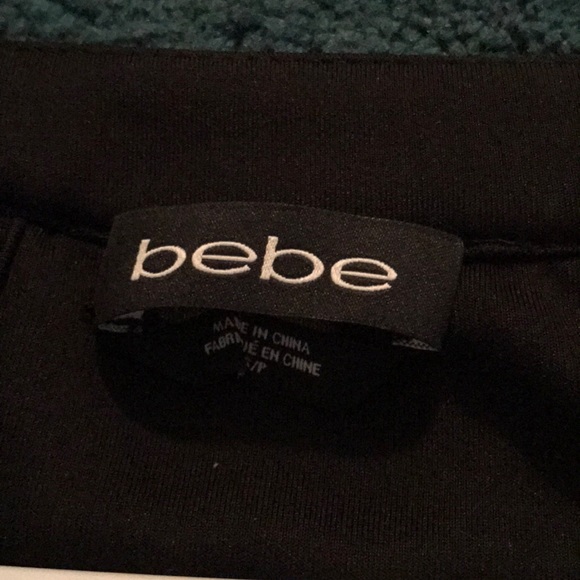 bebe
MADE IN CHINA
FABRIQUÉ EN CHINE
S/P